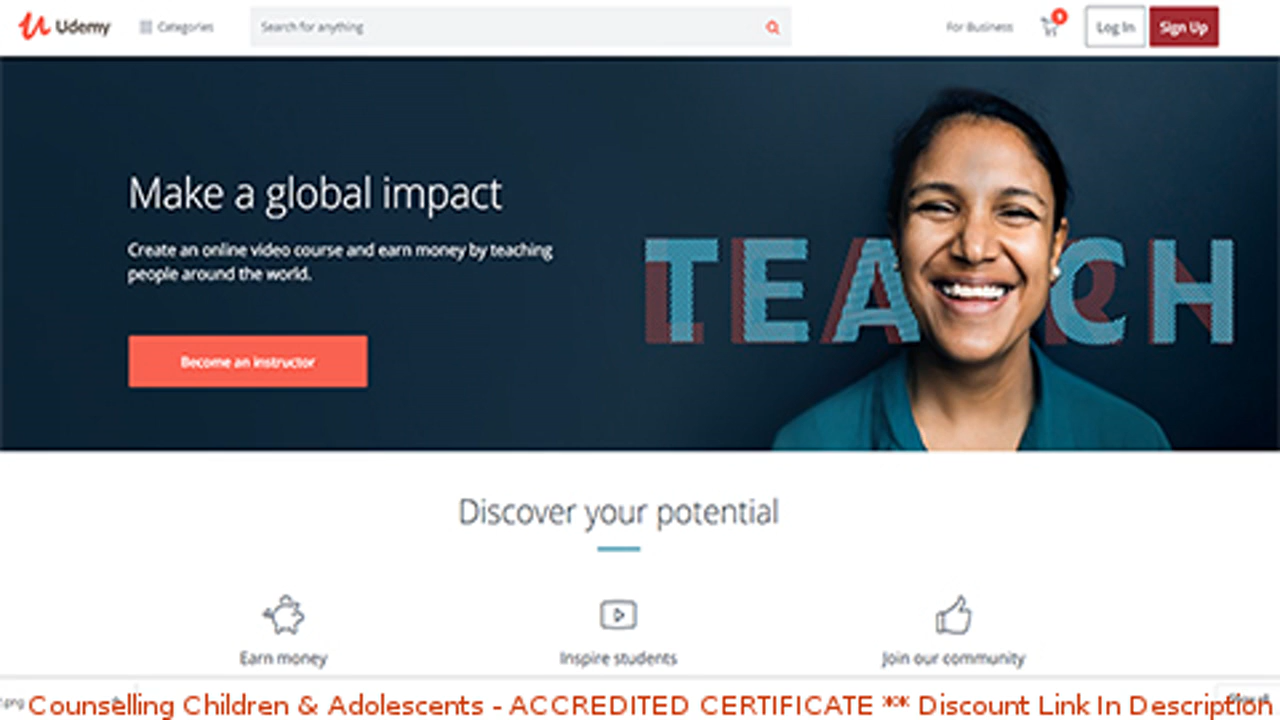 Udemy
Categories
Search for anything
For Business
Log In
Sign Up
Make a global impact
Create an online video course and earn money by teaching
people around the world.
TEACH
Become an instructor
Discover your potential
Earn money
Inspire students
Join our community
Counselling Children & Adolescents - ACCREDITED CERTIFICATE ** Discount Link In Description